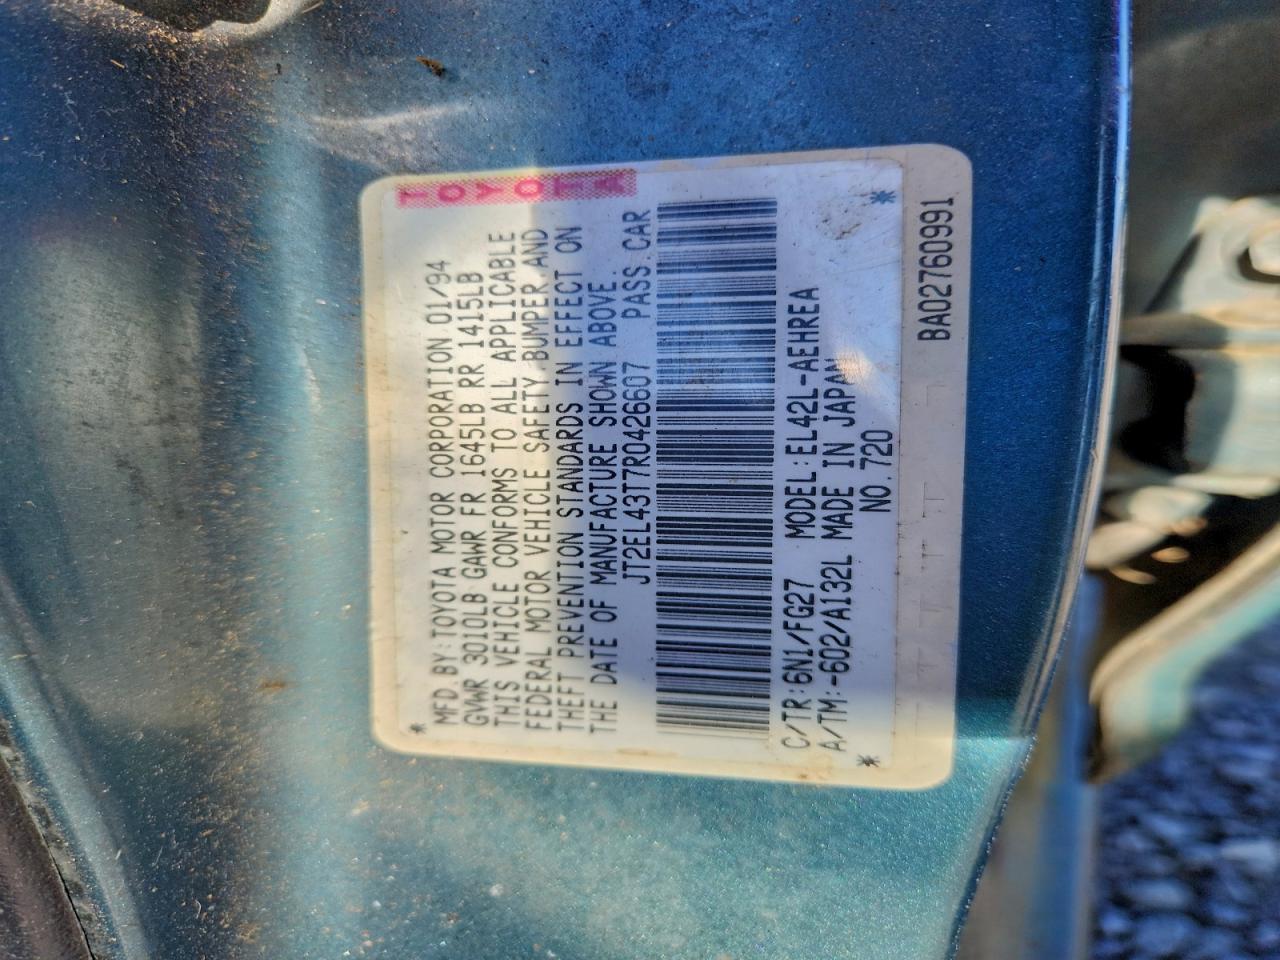 TOYOTA
*
MFD BY: TOYOTA MOTOR CORPORATION 01/94
GVWR 3010LB GAWR FR 1645LB RR 1415LB
THIS VEHICLE CONFORMS TO ALL APPLICABLE
FEDERAL MOTOR VEHICLE SAFETY BUMPER, AND
THEFT PREVENTION STANDARDS IN EFFECT ON
THE DATE OF MANUFACTURE SHOWN ABOVE.
JT2EL43T7R0426607 PASS.CAR
C/TR:6N1/FG27 MODEL:EL42L-AEHREA
A/TM:-602/A132L MADE IN JAPAN
* NO.720 *
BA02760991